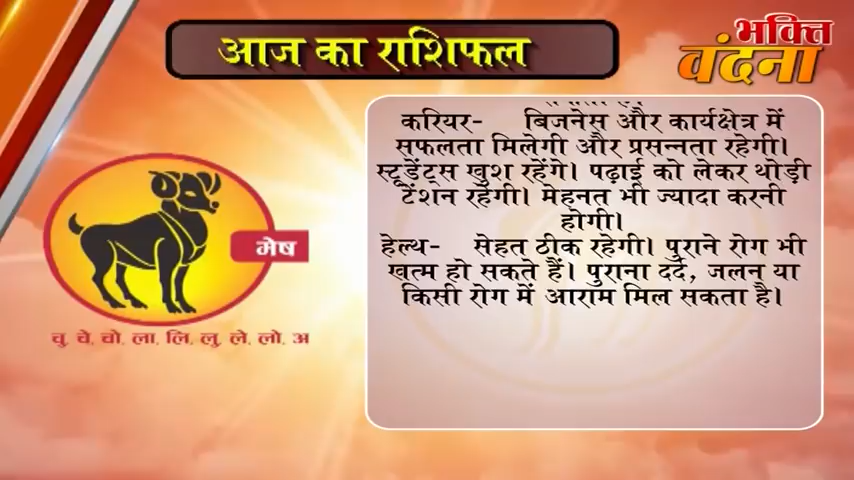 आज का राशिफल
भक्ति
वंदना
करियर- बिजनेस और कार्यक्षेत्र में
सफलता मिलेगी और प्रसन्नता रहेगी।
स्टूडेंट्स खुश रहेंगे। पढ़ाई को लेकर थोड़ी
टेंशन रहेगी। मेहनत भी ज्यादा करनी
होगी।
हेल्थ- सेहत ठीक रहेगी। पुराने रोग भी
खत्म हो सकते हैं। पुराना दर्द, जलन या
किसी रोग में आराम मिल सकता है।
मेष
चु, चे, चो, ला, लि, लु, ले, लो, अ